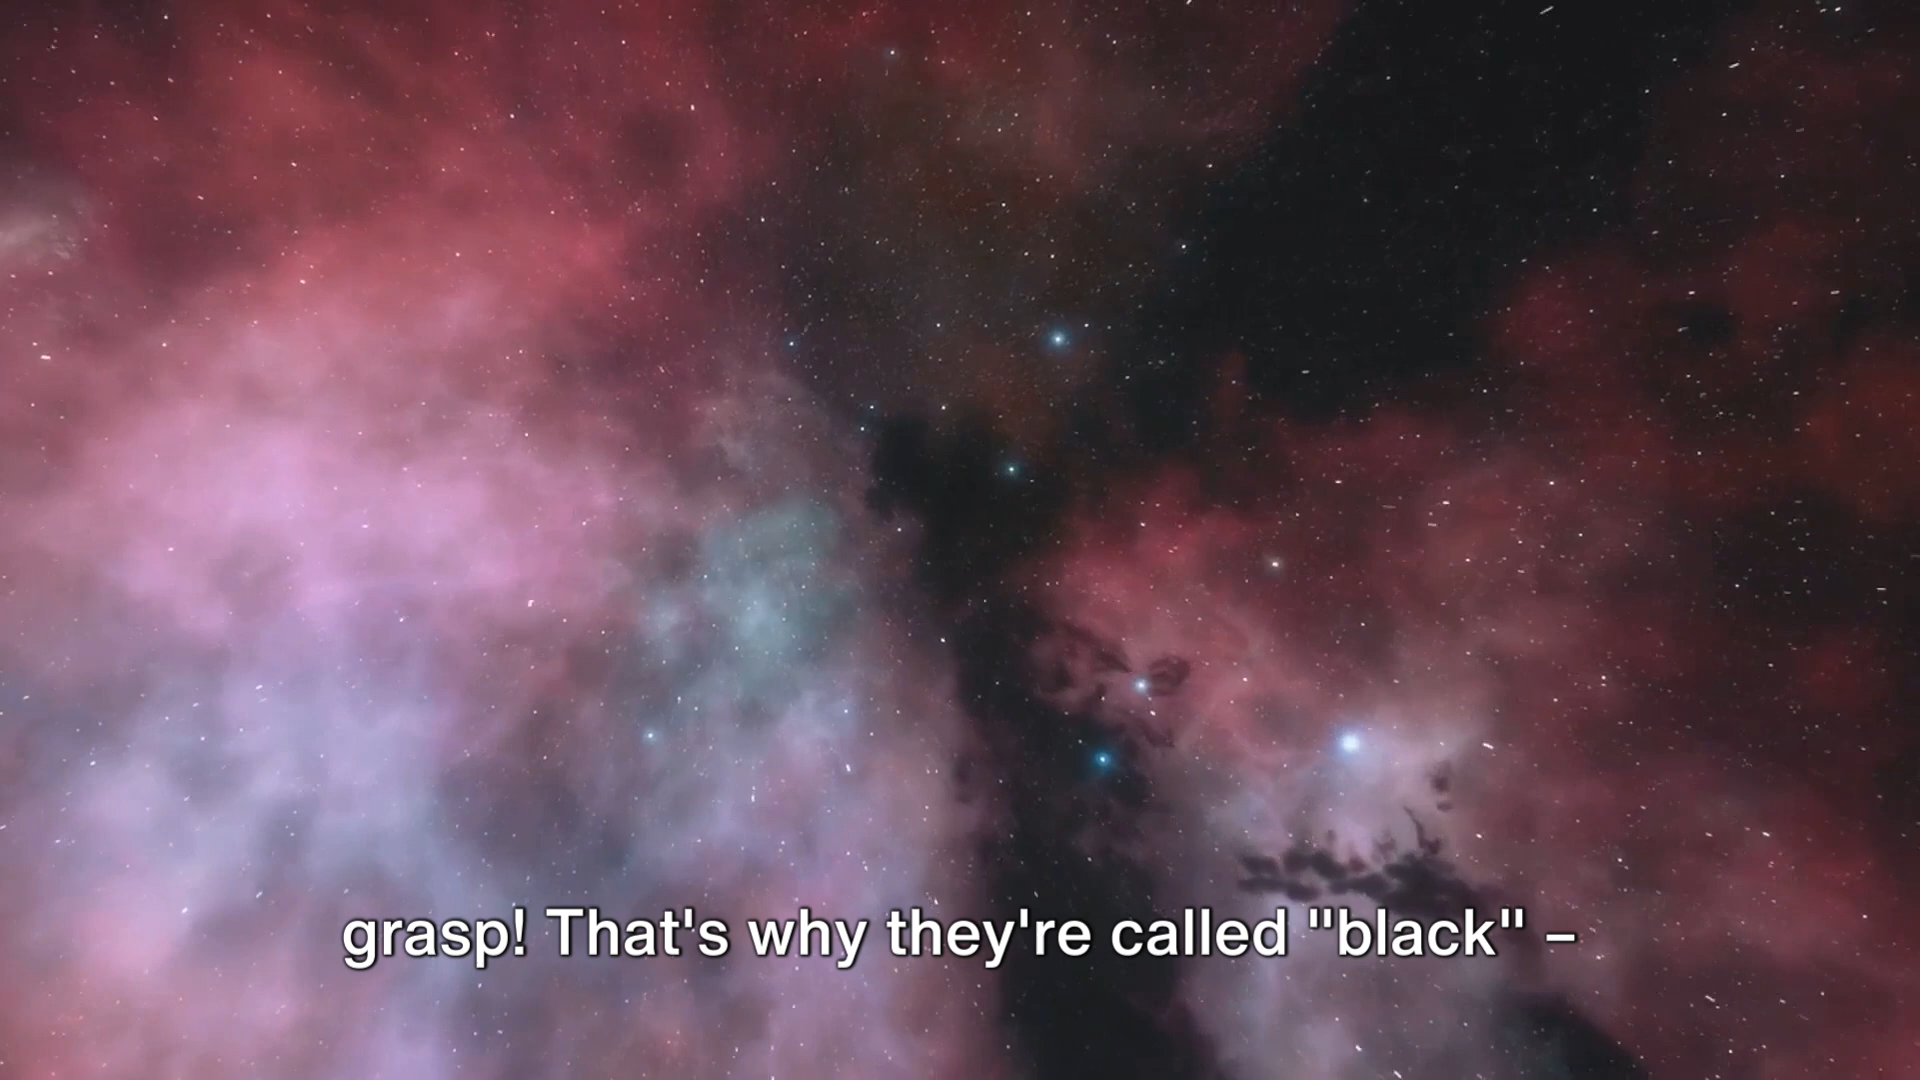 grasp! That's why they're called "black" –